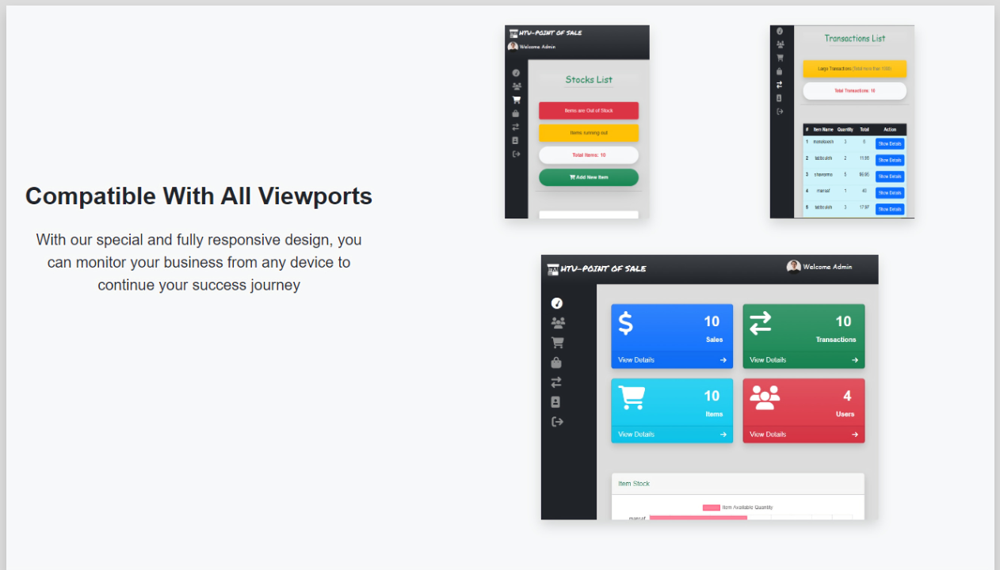 Compatible With All Viewports
With our special and fully responsive design, you
can monitor your business from any device to
continue your success journey
HTU-POINT OF SALE
Welcome Admin
Stocks List
Items are Out of Stock
Items running out
Total Items: 10
Add New Item
Transactions List
Large Transactions (Total more than 1000)
Total Transactions: 10
# Item Name Quantity Total Action
1 manakeesh 3 6 Show Details
2 tabbouleh 2 11.98 Show Details
3 shawerma 5 Show Details
4 mansaf 1 40 Show Details
5 tabbouleh 3 17.97 Show Details
HTU-POINT OF SALE
Welcome Admin
10
Sales
View Details
10
Transactions
View Details
10
Items
View Details
4
Users
View Details
Item Stock
Item Available Quantity
mansaf